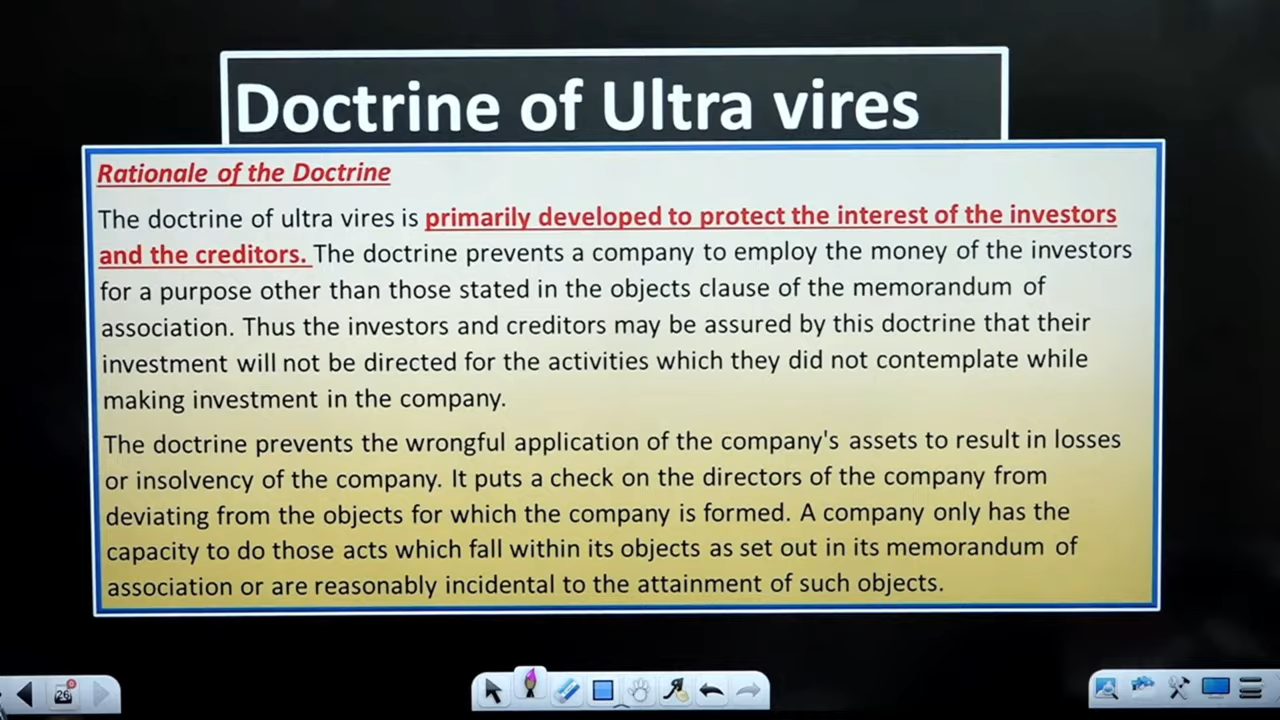 Doctrine of Ultra vires
Rationale of the Doctrine
The doctrine of ultra vires is primarily developed to protect the interest of the investors
and the creditors. The doctrine prevents a company to employ the money of the investors
for a purpose other than those stated in the objects clause of the memorandum of
association. Thus the investors and creditors may be assured by this doctrine that their
investment will not be directed for the activities which they did not contemplate while
making investment in the company.
The doctrine prevents the wrongful application of the company's assets to result in losses
or insolvency of the company. It puts a check on the directors of the company from
deviating from the objects for which the company is formed. A company only has the
capacity to do those acts which fall within its objects as set out in its memorandum of
association or are reasonably incidental to the attainment of such objects.
26